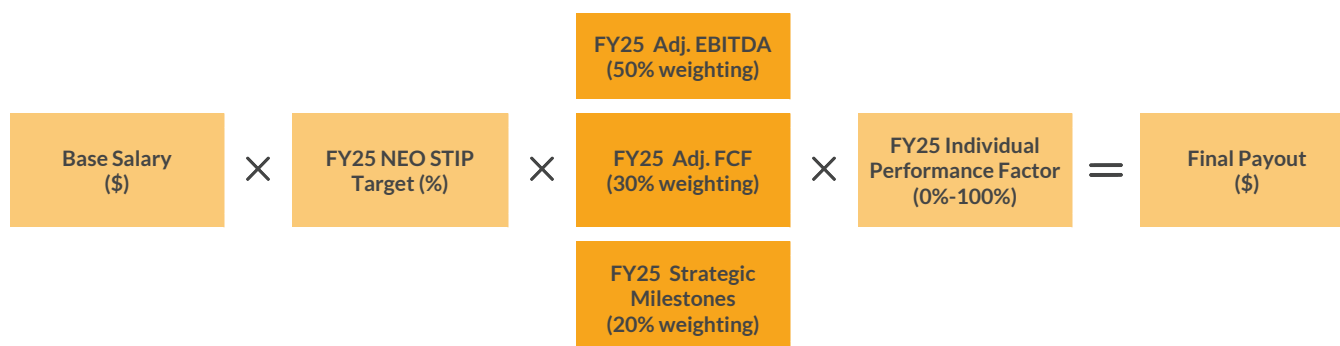 Base Salary
($)
×
FY25 NEO STIP
Target (%)
×
FY25 Adj. EBITDA
(50% weighting)
FY25 Adj. FCF
(30% weighting)
FY25 Strategic
Milestones
(20% weighting)
×
FY25 Individual
Performance Factor
(0%-100%)
=
Final Payout
($)